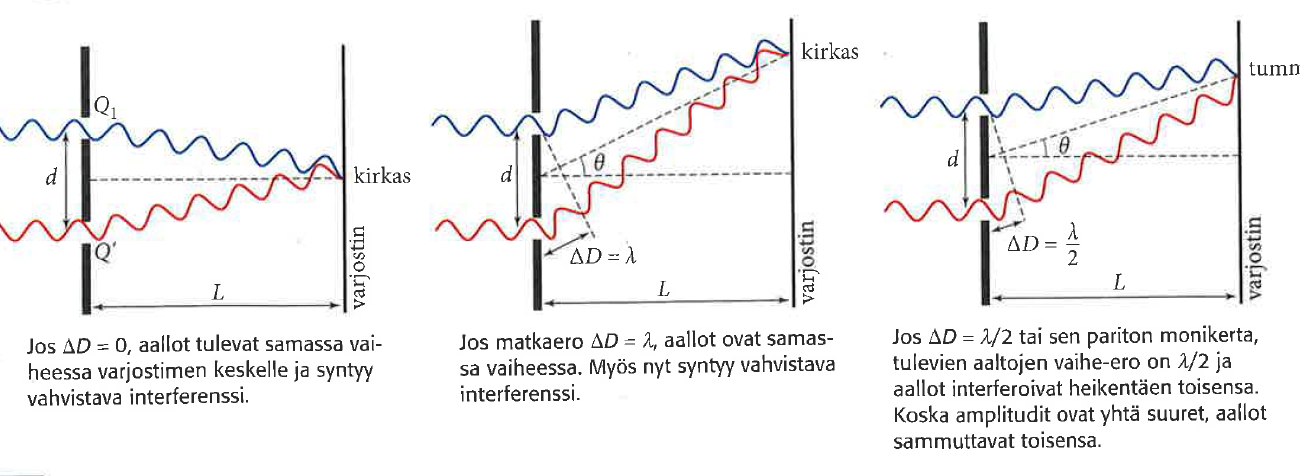 Q₁
d
kirkas
Q'
L
varjostin
Jos ΔD = 0, aallot tulevat samassa vai-
heessa varjostimen keskelle ja syntyy
vahvistava interferenssi.
kirkas
d
θ
ΔD = λ
L
varjostin
Jos matkaero ΔD = λ, aallot ovat samas-
sa vaiheessa. Myös nyt syntyy vahvistava
interferenssi.
tumm
d
θ
ΔD = λ/2
L
varjostin
Jos ΔD = λ/2 tai sen pariton monikerta,
tulevien aaltojen vaihe-ero on λ/2 ja
aallot interferoivat heikentäen toisensa.
Koska amplitudit ovat yhtä suuret, aallot
sammuttavat toisensa.